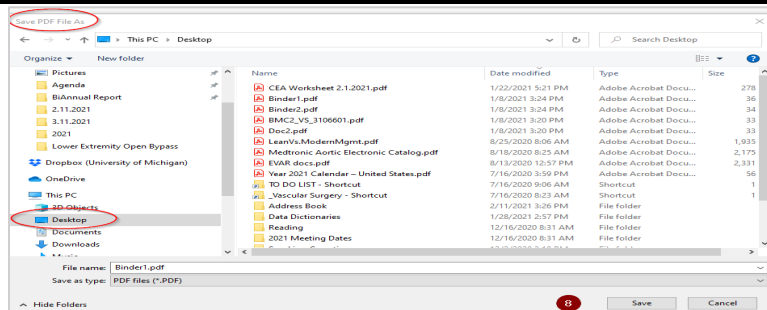 Save PDF File As
This PC > Desktop
Search Desktop
Organize
New folder
Pictures
Agenda
BiAnnual Report
2.11.2021
3.11.2021
2021
Lower Extremity Open Bypass
Dropbox (University of Michigan)
OneDrive
This PC
3D Objects
Desktop
Documents
Downloads
Music
Name Date modified Type Size
CEA Worksheet 2.1.2021.pdf 1/22/2021 5:21 PM Adobe Acrobat Docu... 278
Binder1.pdf 1/8/2021 3:24 PM Adobe Acrobat Docu... 36
Binder2.pdf 1/8/2021 3:24 PM Adobe Acrobat Docu... 34
BMC2_VS_3106601.pdf 1/8/2021 3:20 PM Adobe Acrobat Docu... 33
Doc2.pdf 1/8/2021 3:20 PM Adobe Acrobat Docu... 33
LeanVs.ModernMgmt.pdf 8/25/2020 8:06 AM Adobe Acrobat Docu... 1,935
Medtronic Aortic Electronic Catalog.pdf 8/18/2020 8:25 AM Adobe Acrobat Docu... 2,175
EVAR docs.pdf 8/13/2020 12:57 PM Adobe Acrobat Docu... 2,331
Year 2021 Calendar – United States.pdf 7/16/2020 3:59 PM Adobe Acrobat Docu... 56
TO DO LIST - Shortcut 7/16/2020 9:06 AM Shortcut 1
_Vascular Surgery - Shortcut 7/16/2020 8:23 AM Shortcut 1
Address Book 2/11/2021 3:26 PM File folder
Data Dictionaries 1/28/2021 2:57 PM File folder
Reading 12/16/2020 8:31 AM File folder
2021 Meeting Dates 12/16/2020 8:31 AM File folder
File name: Binder1.pdf
Save as type: PDF files (*.PDF)
Hide Folders
8
Save
Cancel